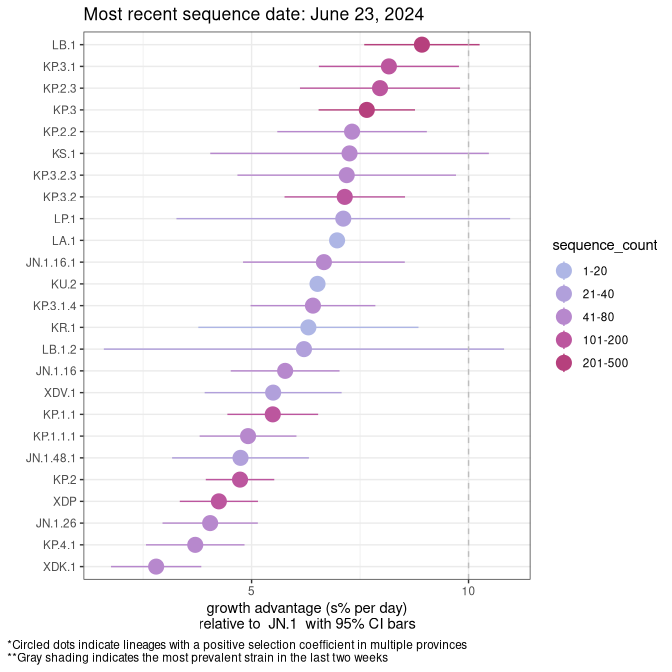 Most recent sequence date: June 23, 2024
LB.1
KP.3.1
KP.2.3
KP.3
KP.2.2
KS.1
KP.3.2.3
KP.3.2
LP.1
LA.1
JN.1.16.1
KU.2
KP.3.1.4
KR.1
LB.1.2
JN.1.16
XDV.1
KP.1.1
KP.1.1.1
JN.1.48.1
KP.2
XDP
JN.1.26
KP.4.1
XDK.1
5 10
growth advantage (s% per day)
relative to JN.1 with 95% CI bars
sequence_count
1-20
21-40
41-80
101-200
201-500
*Circled dots indicate lineages with a positive selection coefficient in multiple provinces
**Gray shading indicates the most prevalent strain in the last two weeks